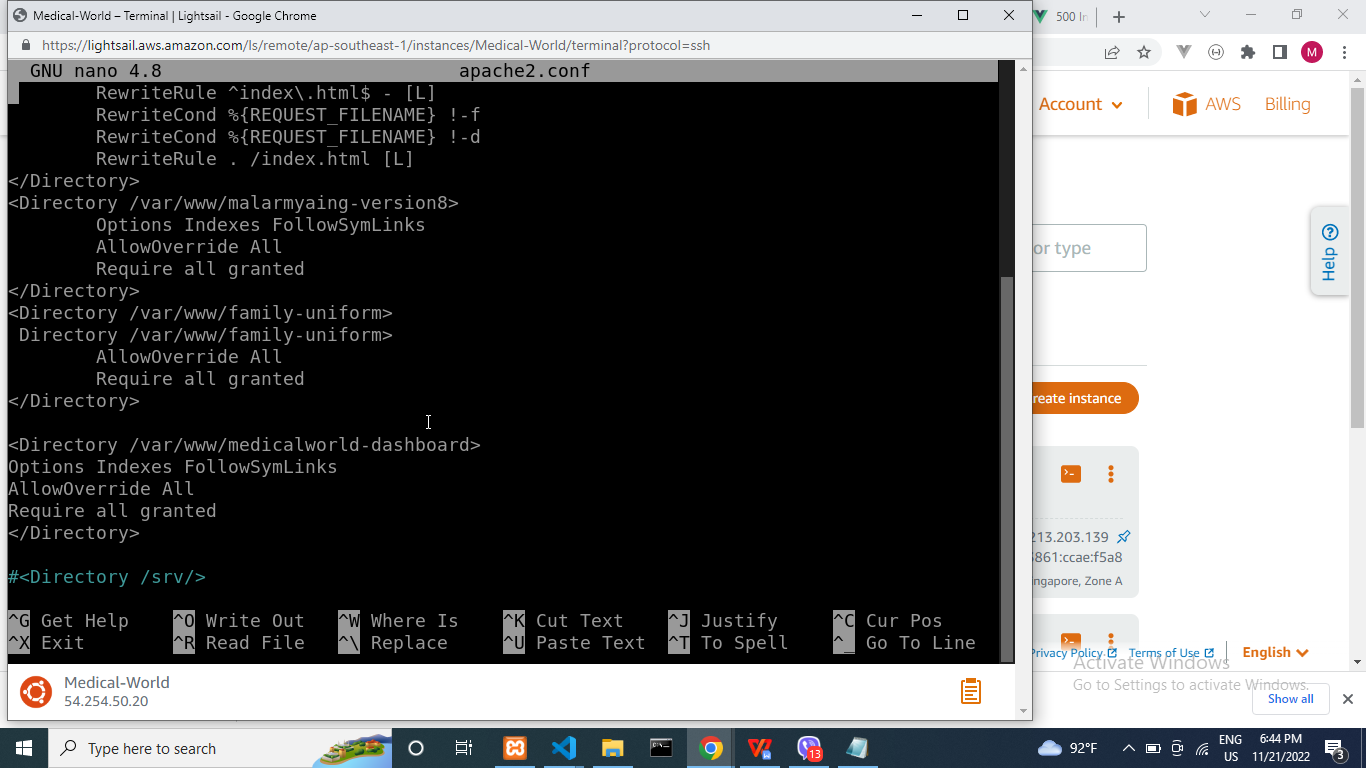 Medical-World – Terminal | Lightsail - Google Chrome
500 In
https://lightsail.aws.amazon.com/ls/remote/ap-southeast-1/instances/Medical-World/terminal?protocol=ssh
M
GNU nano 4.8 apache2.conf
RewriteRule ^index\.html$ - [L]
RewriteCond %{REQUEST_FILENAME} !-f
RewriteCond %{REQUEST_FILENAME} !-d
RewriteRule . /index.html [L]
</Directory>
<Directory /var/www/malarmyaing-version8>
Options Indexes FollowSymLinks
AllowOverride All
Require all granted
</Directory>
<Directory /var/www/family-uniform>
Directory /var/www/family-uniform>
AllowOverride All
Require all granted
</Directory>
<Directory /var/www/medicalworld-dashboard>
Options Indexes FollowSymLinks
AllowOverride All
Require all granted
</Directory>
#<Directory /srv/>
^G Get Help ^O Write Out ^W Where Is ^K Cut Text ^J Justify ^C Cur Pos
^X Exit ^R Read File ^\ Replace ^U Paste Text ^T To Spell ^_ Go To Line
Medical-World
54.254.50.20
Account AWS Billing
or type
Help
reate instance
213.203.139
861:ccae:f5a8
ngapore, Zone A
Privacy Policy Terms of Use English
Activate Windows
Go to Settings to activate Windows.
Show all
Type here to search
13
92°F
ENG
US
6:44 PM
11/21/2022
3